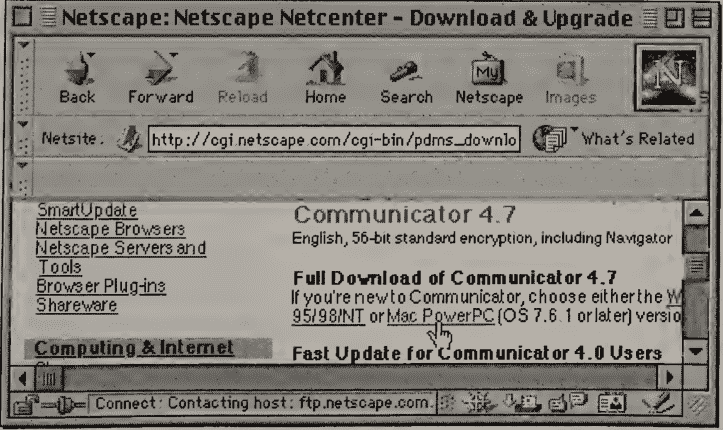 Netscape: Netscape Netcenter - Download & Upgrade
Back Forward Reload Home Search Netscape Images
My
N
Netsite: http://cgi.netscape.com/cgi-bin/pdms_downlo What's Related
SmartUpdate
Netscape Browsers
Netscape Servers and
Tools
Browser Plug-ins
Shareware
Computing & Internet
Communicator 4.7
English, 56-bit standard encryption, including Navigator
Full Download of Communicator 4.7
If you're new to Communicator, choose either the W
95/98/NT or Mac PowerPC (OS 7.6.1 or later) versio
Fast Update for Communicator 4.0 Users
Connect: Contacting host: ftp.netscape.com.